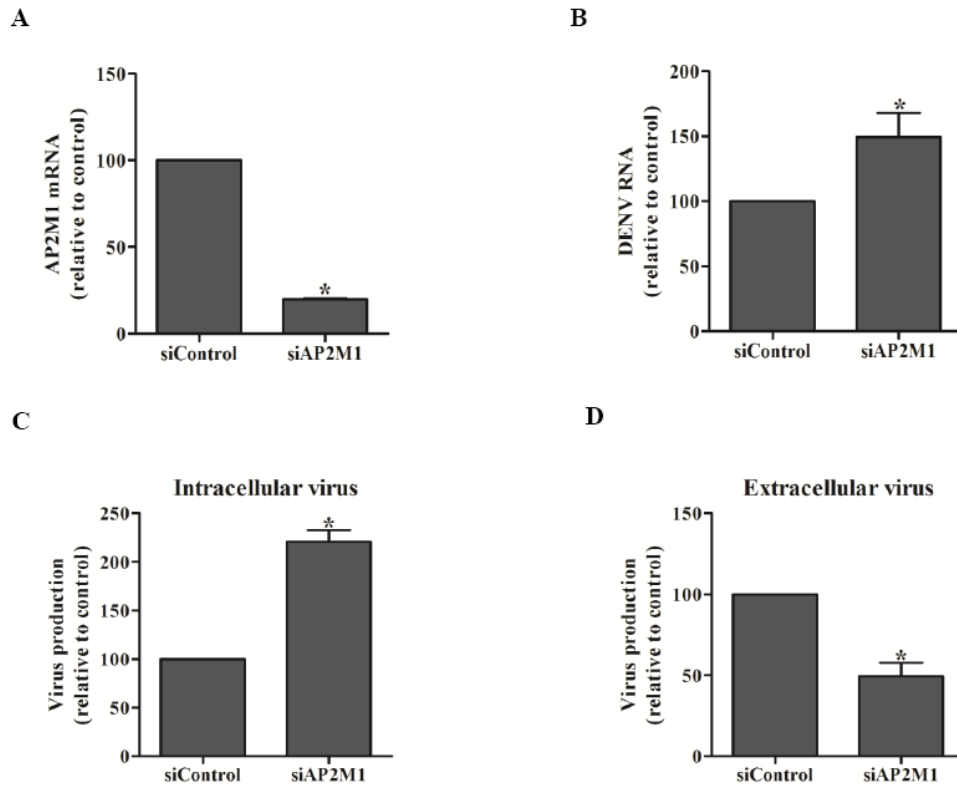 A
AP2M1 mRNA
(relative to control)
150
100
50
0
*
siControl siAP2M1
B
DENV RNA
(relative to control)
200
150
100
50
0
*
siControl siAP2M1
C
Intracellular virus
Virus production
(relative to control)
250
200
150
100
50
0
*
siControl siAP2M1
D
Extracellular virus
Virus production
(relative to control)
150
100
50
0
*
siControl siAP2M1